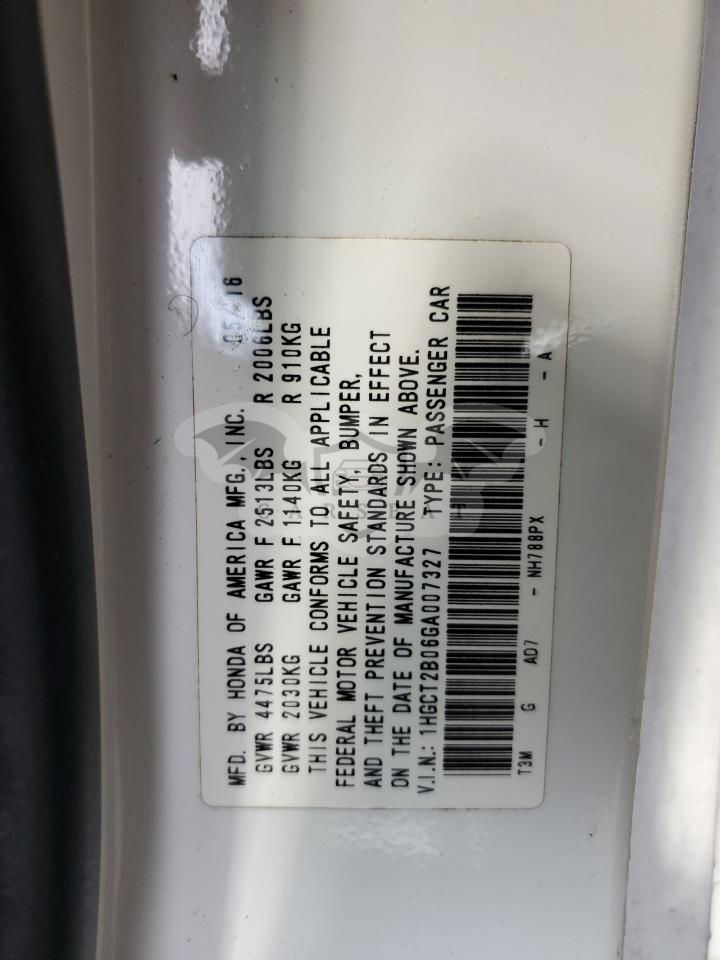 MFD. BY HONDA OF AMERICA MFG., INC. 05/16
GVWR 4475LBS GAWR F 2513LBS R 2006LBS
GVWR 2030KG GAWR F 1140KG R 910KG
THIS VEHICLE CONFORMS TO ALL APPLICABLE
FEDERAL MOTOR VEHICLE SAFETY, BUMPER,
AND THEFT PREVENTION STANDARDS IN EFFECT
ON THE DATE OF MANUFACTURE SHOWN ABOVE.
V.I.N.: 1HGCT2B06GA007327 TYPE: PASSENGER CAR
T3M G AD7 - NH788PX - H - A